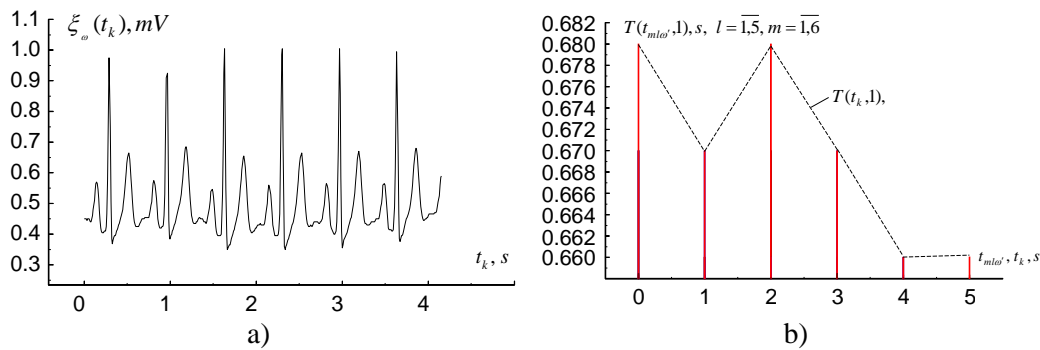 ξω(tk), mV
1.1
1.0
0.9
0.8
0.7
0.6
0.5
0.4
0.3
0 1 2 3 4
tk, s
a)
T(tmlω', 1), s, l = 1,5, m = 1,6
0.680
0.678
0.676
0.674
0.672
0.670
0.668
0.666
0.664
0.662
0.660
T(tk, 1),
tmlω', tk, s
0 1 2 3 4 5
b)